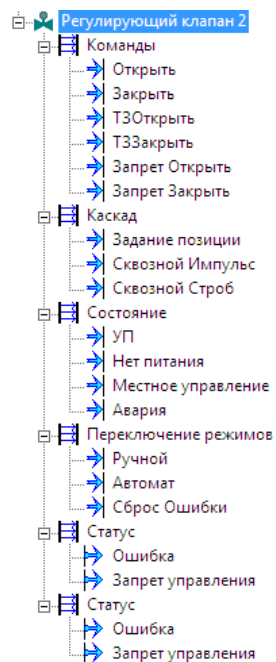 Регулирующий клапан 2
Команды
Открыть
Закрыть
ТЗОткрыть
ТЗЗакрыть
Запрет Открыть
Запрет Закрыть
Каскад
Задание позиции
Сквозной Импульс
Сквозной Строб
Состояние
УП
Нет питания
Местное управление
Авария
Переключение режимов
Ручной
Автомат
Сброс Ошибки
Статус
Ошибка
Запрет управления
Статус
Ошибка
Запрет управления